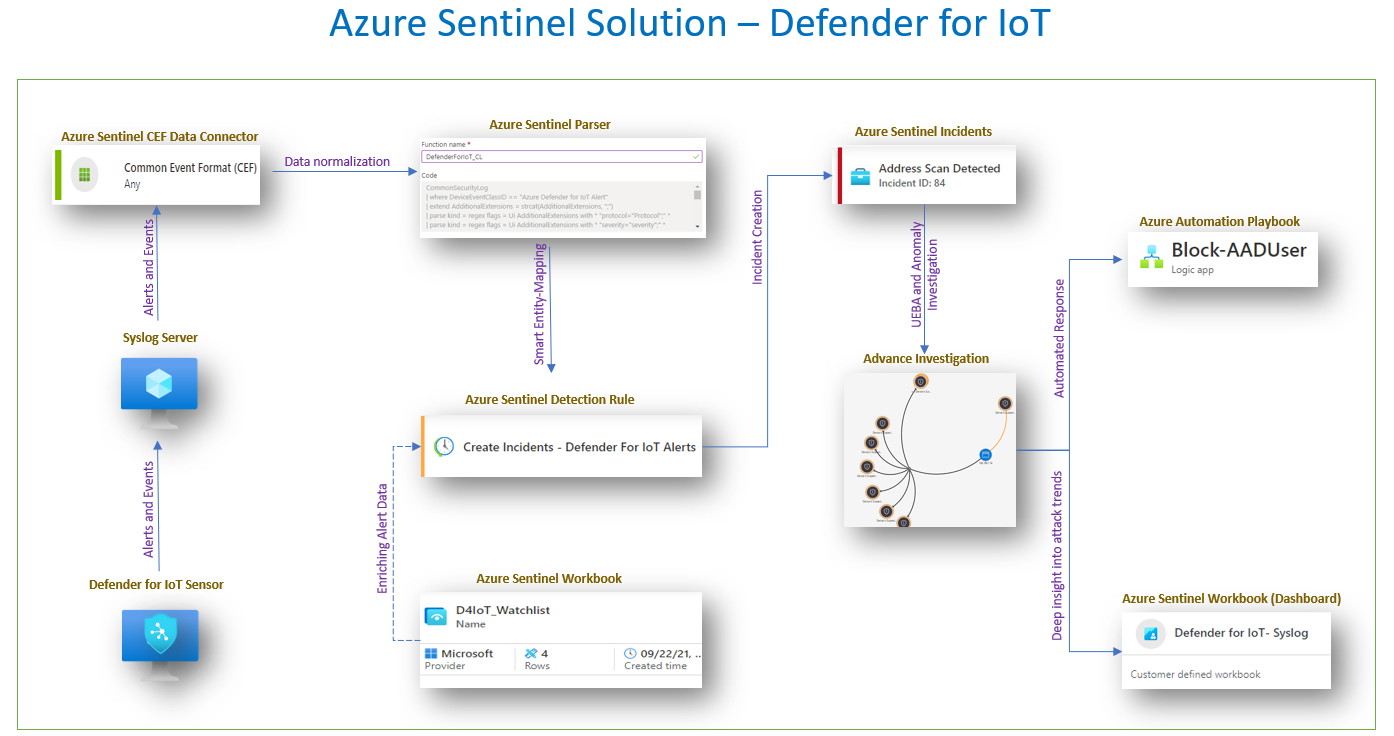 Azure Sentinel Solution – Defender for IoT
Azure Sentinel CEF Data Connector
Common Event Format (CEF)
Any
Data normalization
Alerts and Events
Syslog Server
Alerts and Events
Defender for IoT Sensor
Azure Sentinel Parser
Function name *
DefenderForIoT_CL
Code
CommonSecurityLog
| where DeviceEventClassID == "Azure Defender for IoT Alert"
| extend AdditionalExtensions = strcat(AdditionalExtensions, ";")
| parse kind = regex flags = Ui AdditionalExtensions with * "protocol="Protocol";" *
| parse kind = regex flags = Ui AdditionalExtensions with * "severity="severity";" *
Smart Entity-Mapping
Azure Sentinel Detection Rule
Create Incidents - Defender For IoT Alerts
Enriching Alert Data
Azure Sentinel Workbook
D4IoT_Watchlist
Name
Microsoft
Provider
4
Rows
09/22/21, ..
Created time
Incident Creation
Azure Sentinel Incidents
Address Scan Detected
Incident ID: 84
UEBA and Anomaly
Investigation
Advance Investigation
Automated Response
Deep insight into attack trends
Azure Automation Playbook
Block-AADUser
Logic app
Azure Sentinel Workbook (Dashboard)
Defender for IoT- Syslog
Customer defined workbook